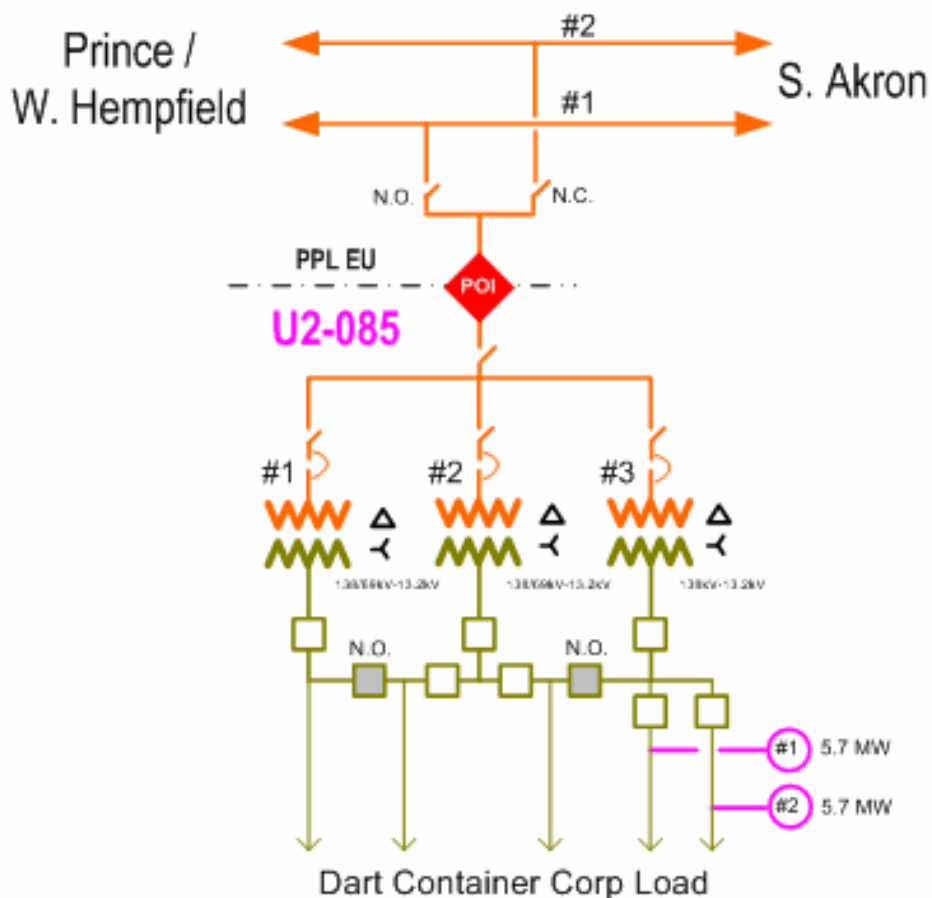 #2
Prince /
W. Hempfield
S. Akron
#1
N.O.
N.C.
PPL EU
POI
U2-085
#1
#2
#3
138/69kV-13.2kV
138/69kV-13.2kV
138kV-13.2kV
N.O.
N.O.
#1 5.7 MW
#2 5.7 MW
Dart Container Corp Load